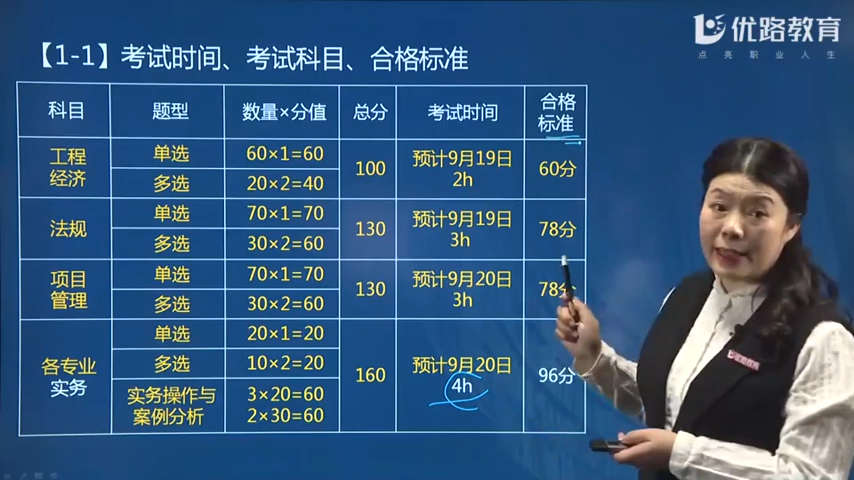 优路教育
点亮职业人生
【1-1】考试时间、考试科目、合格标准
科目 题型 数量×分值 总分 考试时间 合格标准
工程经济 单选 60×1=60 100 预计9月19日 2h 60分
多选 20×2=40
法规 单选 70×1=70 130 预计9月19日 3h 78分
多选 30×2=60
项目管理 单选 70×1=70 130 预计9月20日 3h 78分
多选 30×2=60
各专业实务 单选 20×1=20 160 预计9月20日 4h 96分
多选 10×2=20
实务操作与案例分析 3×20=60 2×30=60
优路教育